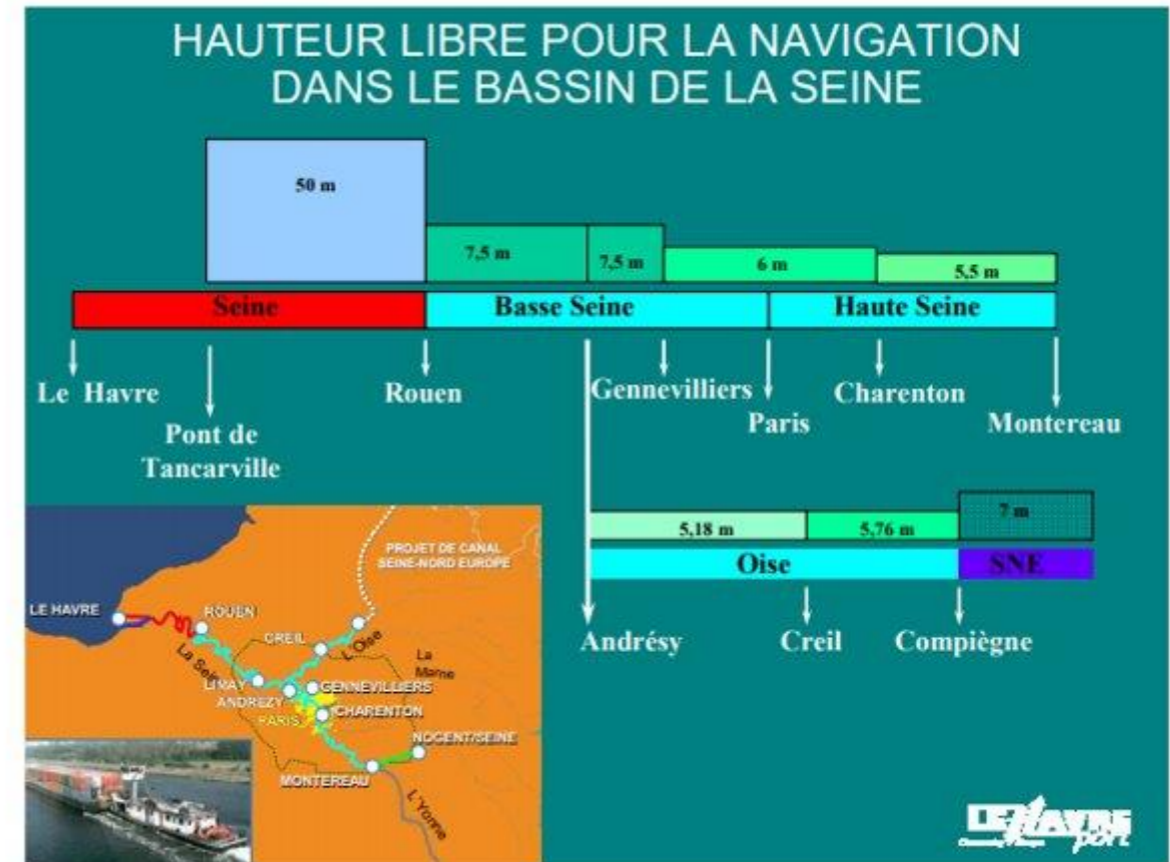 HAUTEUR LIBRE POUR LA NAVIGATION
DANS LE BASSIN DE LA SEINE
50 m
7,5 m
7,5 m
6 m
5,5 m
Seine
Basse Seine
Haute Seine
Le Havre
Pont de
Tancarville
Rouen
Gennevilliers
Paris
Charenton
Montereau
5,18 m
5,76 m
7 m
Oise
SNE
Andrésy
Creil
Compiègne
PROJET DE CANAL
SEINE-NORD EUROPE
LE HAVRE
ROUEN
CREIL
L'Oise
La
Marne
La Sei
LIMAY
ANDREZY
GENNEVILLIERS
PARIS
CHARENTON
NOGENT/SEINE
MONTEREAU
L'Yonne
LE HAVRE
port